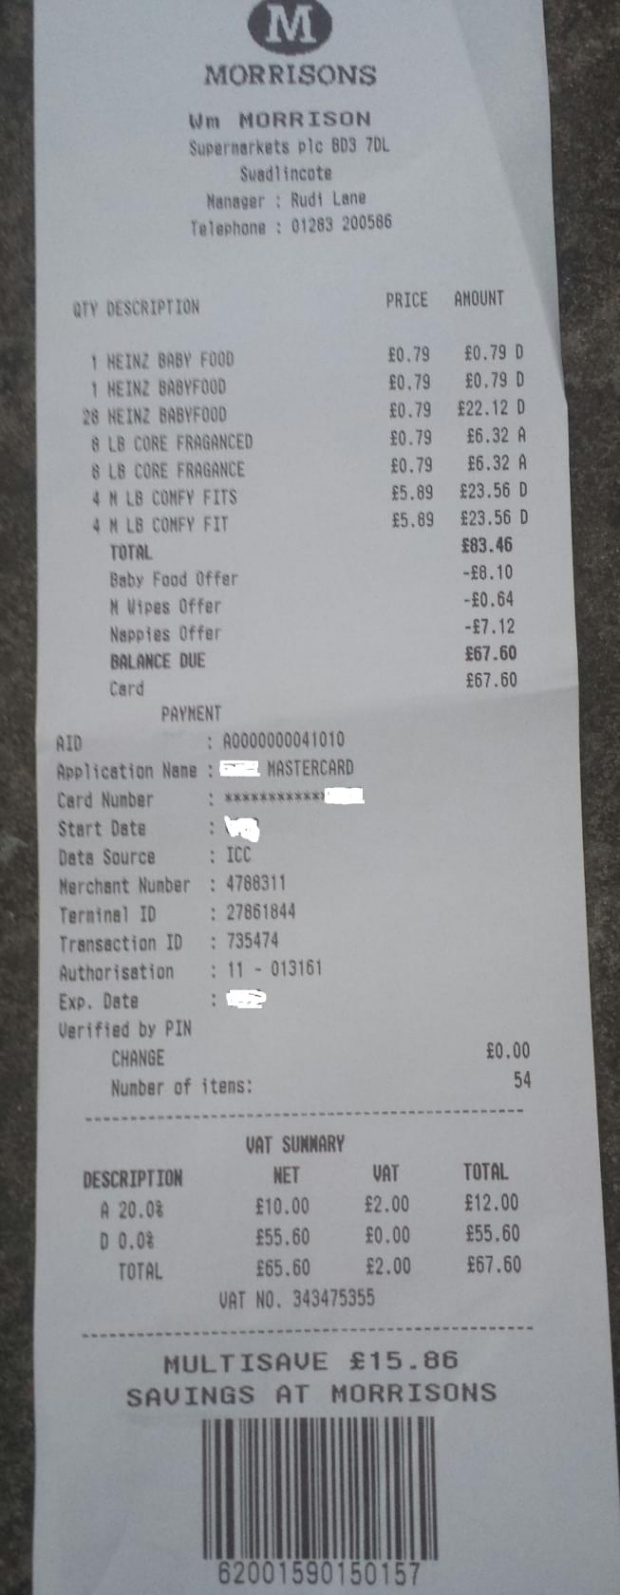 M
MORRISONS
Wm MORRISON
Supermarkets plc BD3 7DL
Swadlincote
Manager : Rudi Lane
Telephone : 01283 200586
QTY DESCRIPTION PRICE AMOUNT
1 HEINZ BABY FOOD £0.79 £0.79 D
1 HEINZ BABYFOOD £0.79 £0.79 D
28 HEINZ BABYFOOD £0.79 £22.12 D
8 LB CORE FRAGANCED £0.79 £6.32 A
8 LB CORE FRAGANCE £0.79 £6.32 A
4 M LB COMFY FITS £5.89 £23.56 D
4 M LB COMFY FIT £5.89 £23.56 D
TOTAL £83.46
Baby Food Offer -£8.10
M Wipes Offer -£0.64
Nappies Offer -£7.12
BALANCE DUE £67.60
Card £67.60
PAYMENT
AID : A0000000041010
Application Name : MASTERCARD
Card Number : ************
Start Date :
Data Source : ICC
Merchant Number : 4788311
Terminal ID : 27861844
Transaction ID : 735474
Authorisation : 11 - 013161
Exp. Date :
Verified by PIN
CHANGE £0.00
Number of items: 54
VAT SUMMARY
DESCRIPTION NET VAT TOTAL
A 20.0% £10.00 £2.00 £12.00
D 0.0% £55.60 £0.00 £55.60
TOTAL £65.60 £2.00 £67.60
VAT NO. 343475355
MULTISAVE £15.86
SAVINGS AT MORRISONS
62001590150157